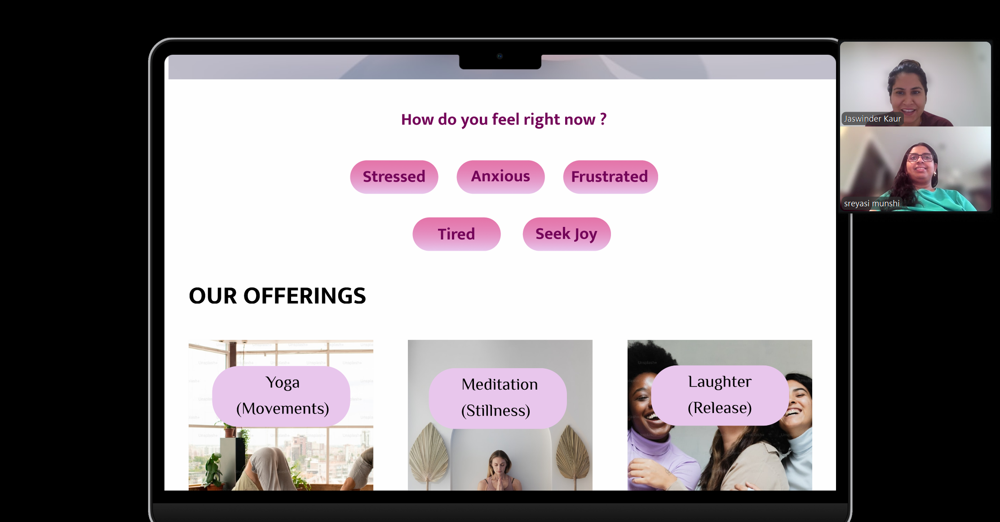 How do you feel right now ?
Stressed
Anxious
Frustrated
Tired
Seek Joy
OUR OFFERINGS
Yoga
(Movements)
Meditation
(Stillness)
Laughter
(Release)
Jaswinder Kaur
sreyasi munshi
Unsplash+